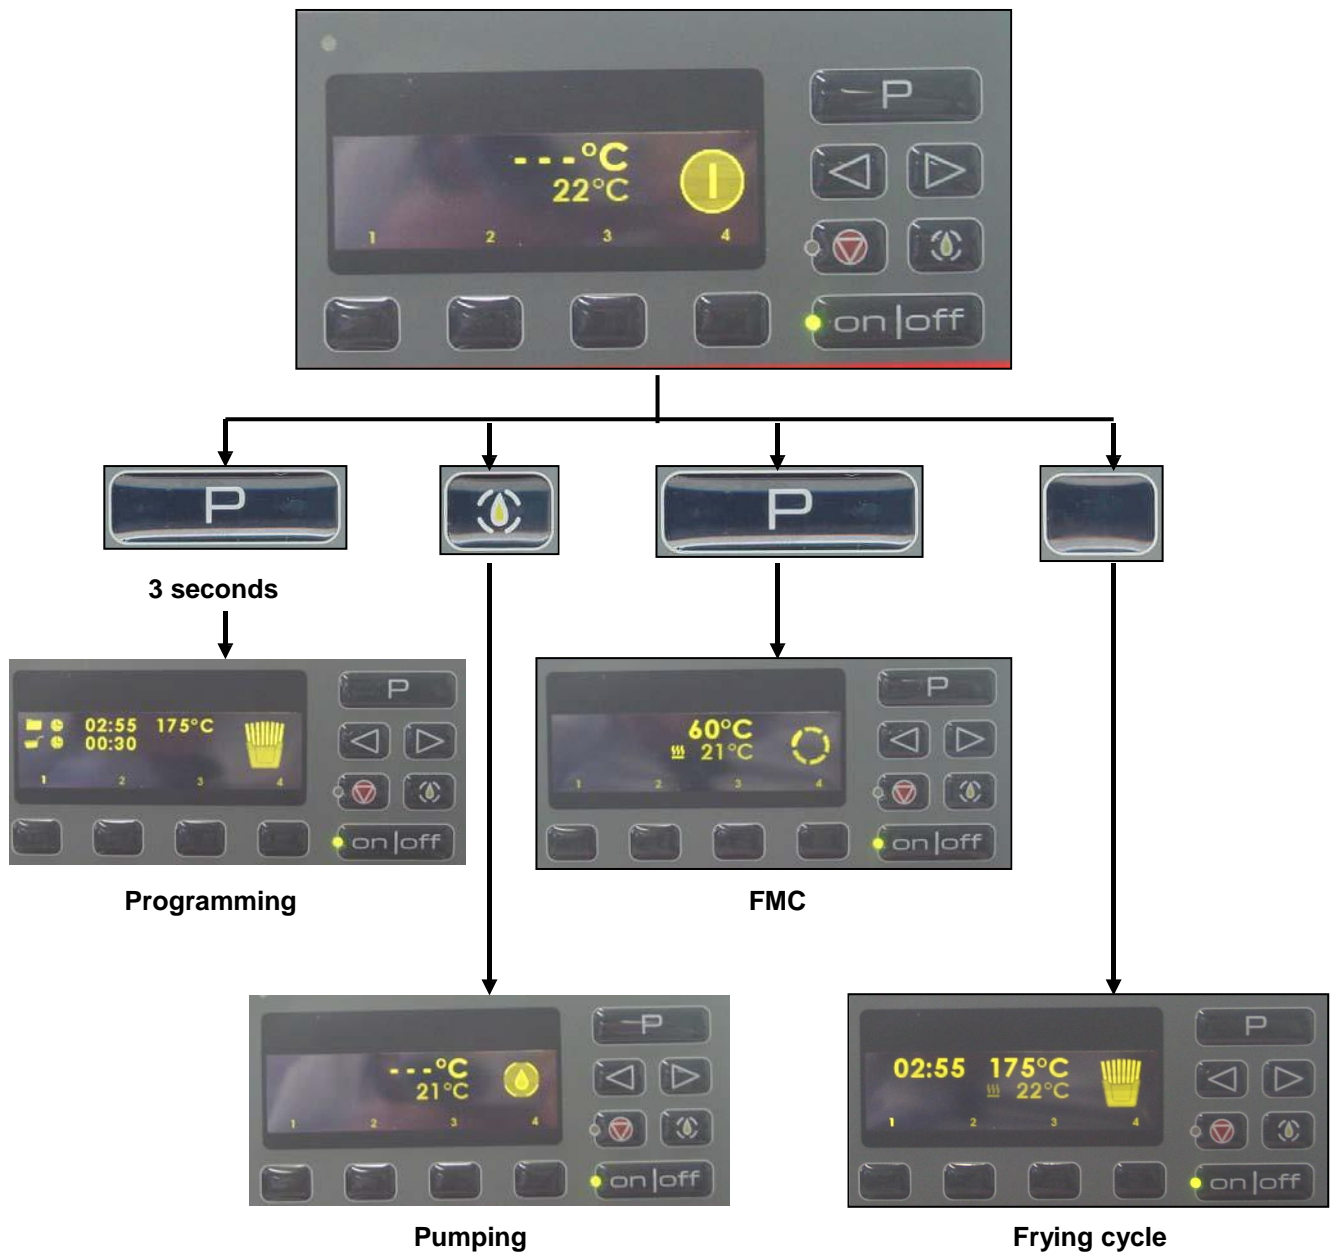 P
- - -°C
22°C
1 2 3 4
on|off
P
P
3 seconds
P
02:55 175°C
00:30
1 2 3 4
on|off
Programming
P
60°C
21°C
1 2 3 4
on|off
FMC
P
- - -°C
21°C
1 2 3 4
on|off
Pumping
P
02:55 175°C
22°C
1 2 3 4
on|off
Frying cycle